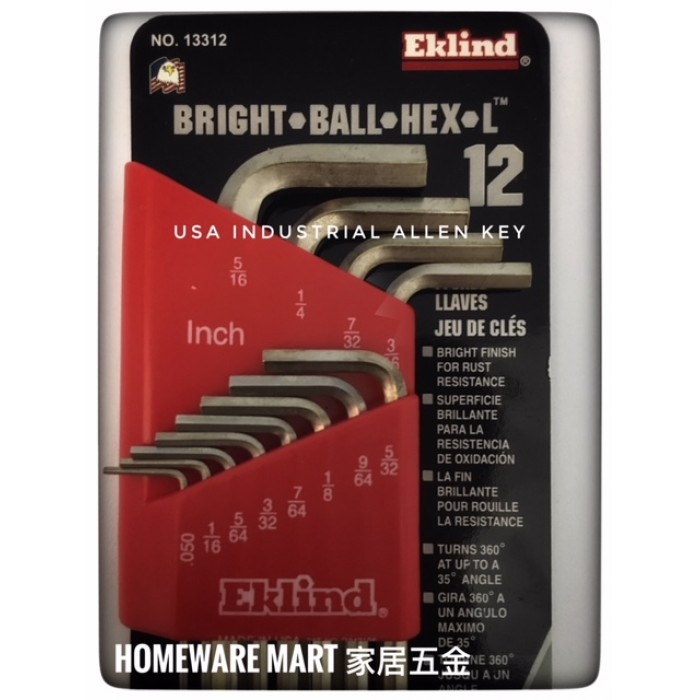 NO. 13312
Eklind®
BRIGHT•BALL•HEX•L™
12
USA INDUSTRIAL ALLEN KEY
5/16
1/4
7/32
Inch
LLAVES
JEU DE CLÉS
BRIGHT FINISH
FOR RUST
RESISTANCE
SUPERFICIE
BRILLANTE
PARA LA
RESISTENCIA
DE OXIDACIÓN
LA FIN
BRILLANTE
POUR ROUILLE
LA RESISTANCE
TURNS 360°
AT UP TO A
35° ANGLE
GIRA 360° A
UN ANGULO
MAXIMO
DE 35°
360°
.050
1/16
5/64
3/32
7/64
1/8
9/64
5/32
Eklind®
MADE IN USA
HOMEWARE MART 家居五金